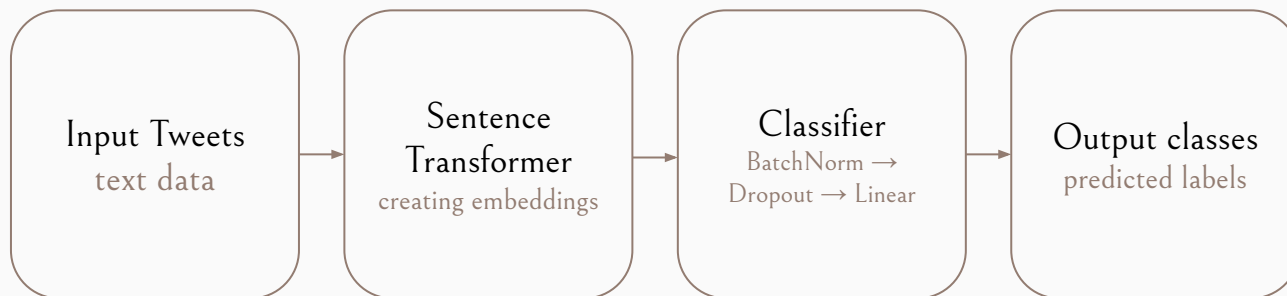 Input Tweets
text data
Sentence
Transformer
creating embeddings
Classifier
BatchNorm →
Dropout → Linear
Output classes
predicted labels